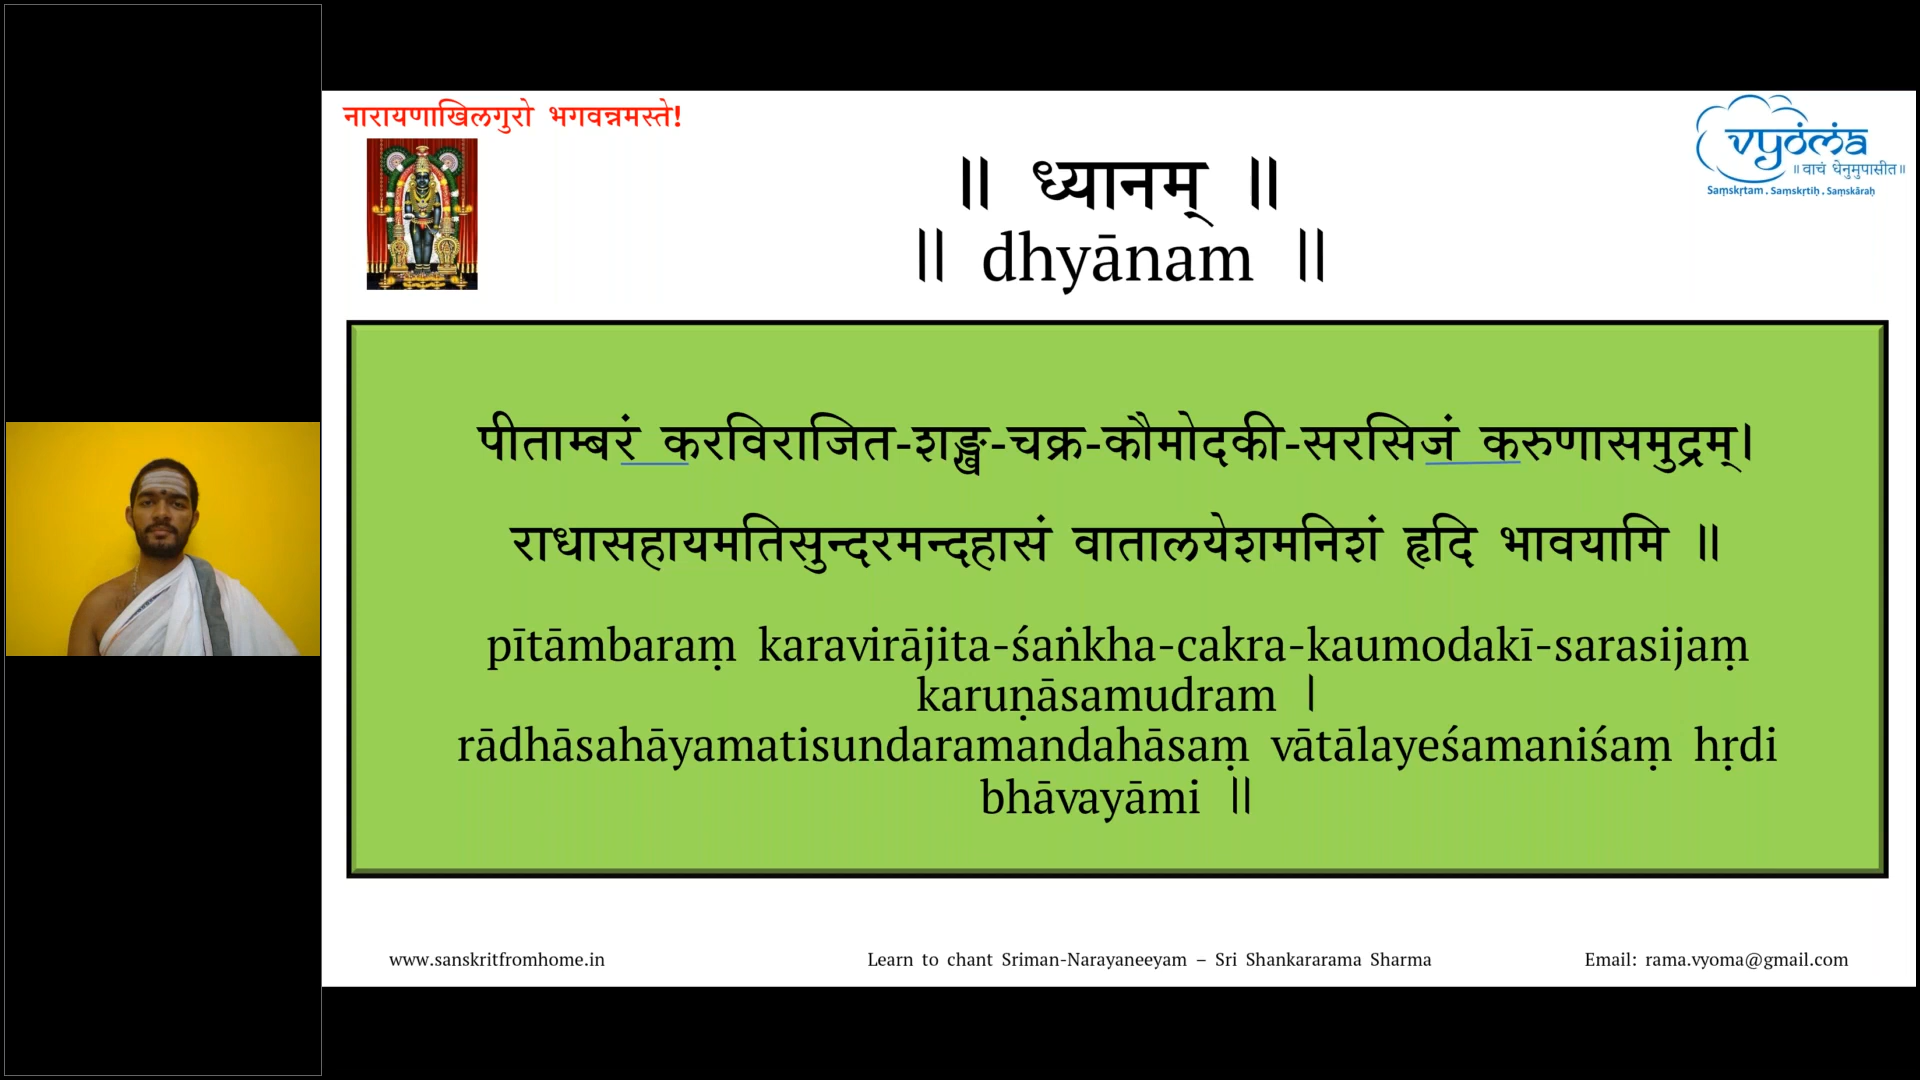 नारायणाखिलगुरो भगवन्नमस्ते!
vyoma
॥ वाचं धेनुमुपासीत॥
Saṃskṛtam . Saṃskṛtiḥ . Saṃskāraḥ
॥ ध्यानम् ॥
॥ dhyānam ॥
पीताम्बरं करविराजित-शङ्ख-चक्र-कौमोदकी-सरसिजं करुणासमुद्रम्।
राधासहायमतिसुन्दरमन्दहासं वातालयेशमनिशं हृदि भावयामि ॥
pītāmbaraṃ karavirājita-śaṅkha-cakra-kaumodakī-sarasijaṃ
karuṇāsamudram ।
rādhāsahāyamatisundaramandahāsaṃ vātālayeśamaniśaṃ hṛdi
bhāvayāmi ॥
www.sanskritfromhome.in
Learn to chant Sriman-Narayaneeyam – Sri Shankararama Sharma
Email: rama.vyoma@gmail.com